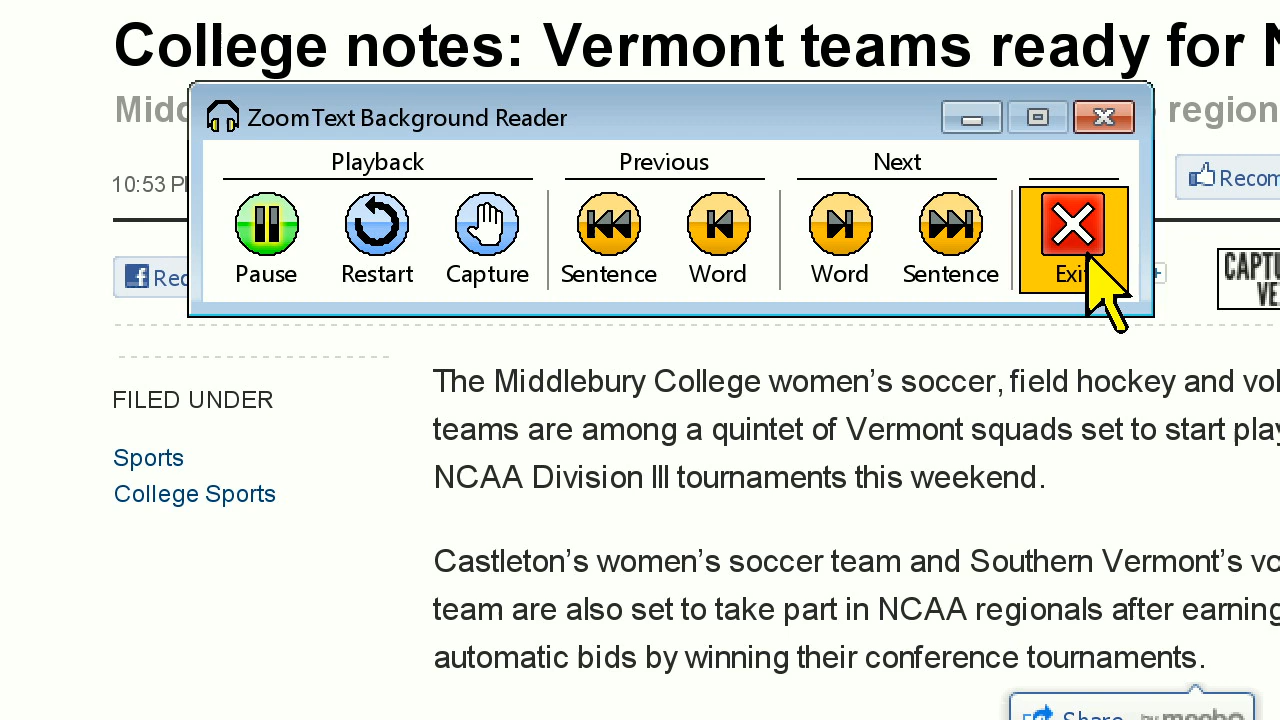 College notes: Vermont teams ready for
ZoomText Background Reader
region
Playback Previous Next
10:53
Pause Restart Capture Sentence Word Word Sentence Exit
FILED UNDER
Sports
College Sports
The Middlebury College women’s soccer, field hockey and
teams are among a quintet of Vermont squads set to start
NCAA Division III tournaments this weekend.
Castleton’s women’s soccer team and Southern Vermont’s
team are also set to take part in NCAA regionals after earning
automatic bids by winning their conference tournaments.
Share